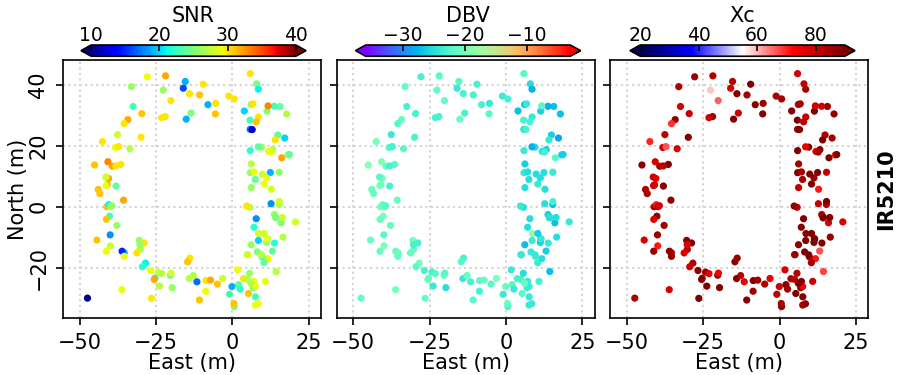 SNR DBV Xc
10 20 30 40 −30 −20 −10 20 40 60 80
40
20
0
−20
North (m)
IR5210
−50 −25 0 25 −50 −25 0 25 −50 −25 0 25
East (m) East (m) East (m)